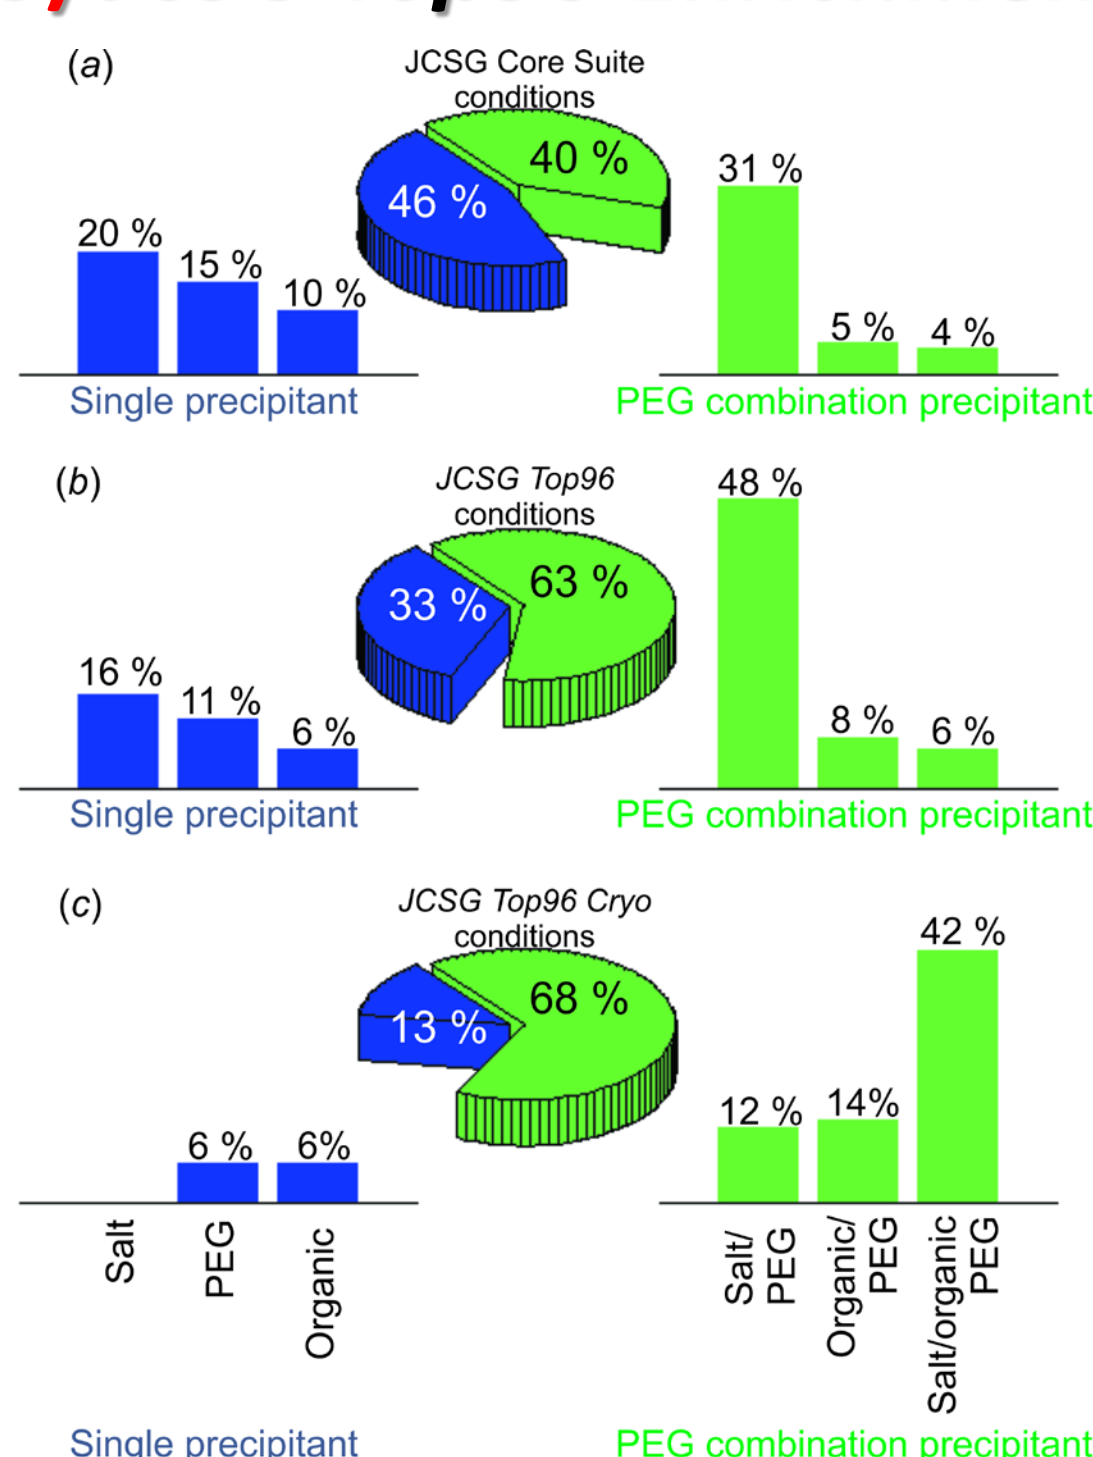 (a)
JCSG Core Suite
conditions
40 %
46 %
20 %
15 %
10 %
31 %
5 %
4 %
Single precipitant
PEG combination precipitant
(b)
JCSG Top96
conditions
63 %
33 %
16 %
11 %
6 %
48 %
8 %
6 %
Single precipitant
PEG combination precipitant
(c)
JCSG Top96 Cryo
conditions
68 %
13 %
6 %
6%
12 %
14%
42 %
Salt
PEG
Organic
Salt/
PEG
Organic/
PEG
Salt/organic
PEG
Single precipitant
PEG combination precipitant